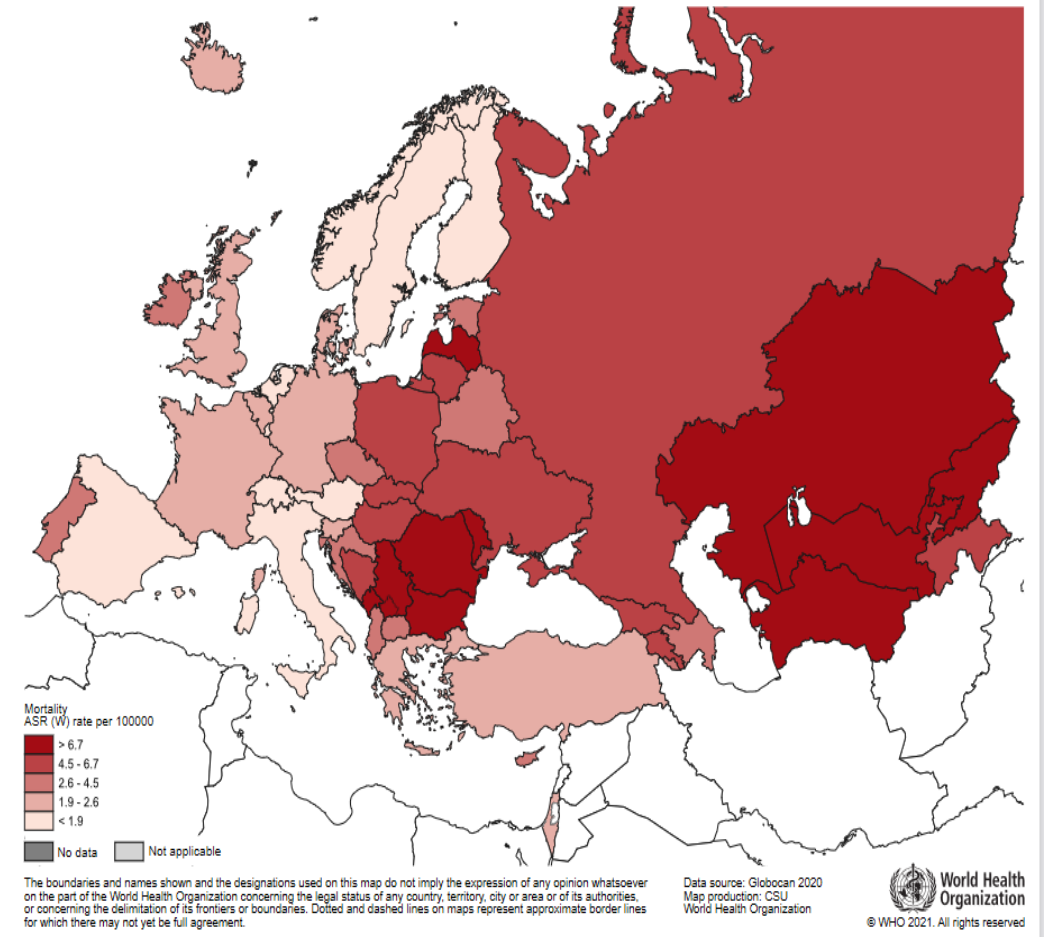 Mortality
ASR (W) rate per 100000
> 6.7
4.5 - 6.7
2.6 - 4.5
1.9 - 2.6
< 1.9
No data
Not applicable
The boundaries and names shown and the designations used on this map do not imply the expression of any opinion whatsoever
on the part of the World Health Organization concerning the legal status of any country, territory, city or area or of its authorities,
or concerning the delimitation of its frontiers or boundaries. Dotted and dashed lines on maps represent approximate border lines
for which there may not yet be full agreement.
Data source: Globocan 2020
Map production: CSU
World Health Organization
World Health
Organization
© WHO 2021. All rights reserved